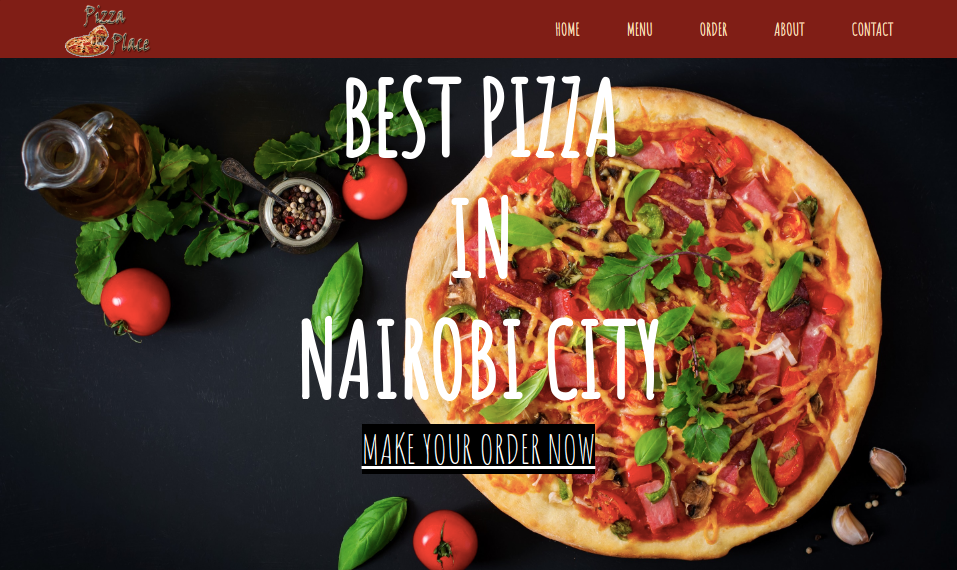 Pizza
Place
HOME MENU ORDER ABOUT CONTACT
BEST PIZZA
IN
NAIROBI CITY
MAKE YOUR ORDER NOW